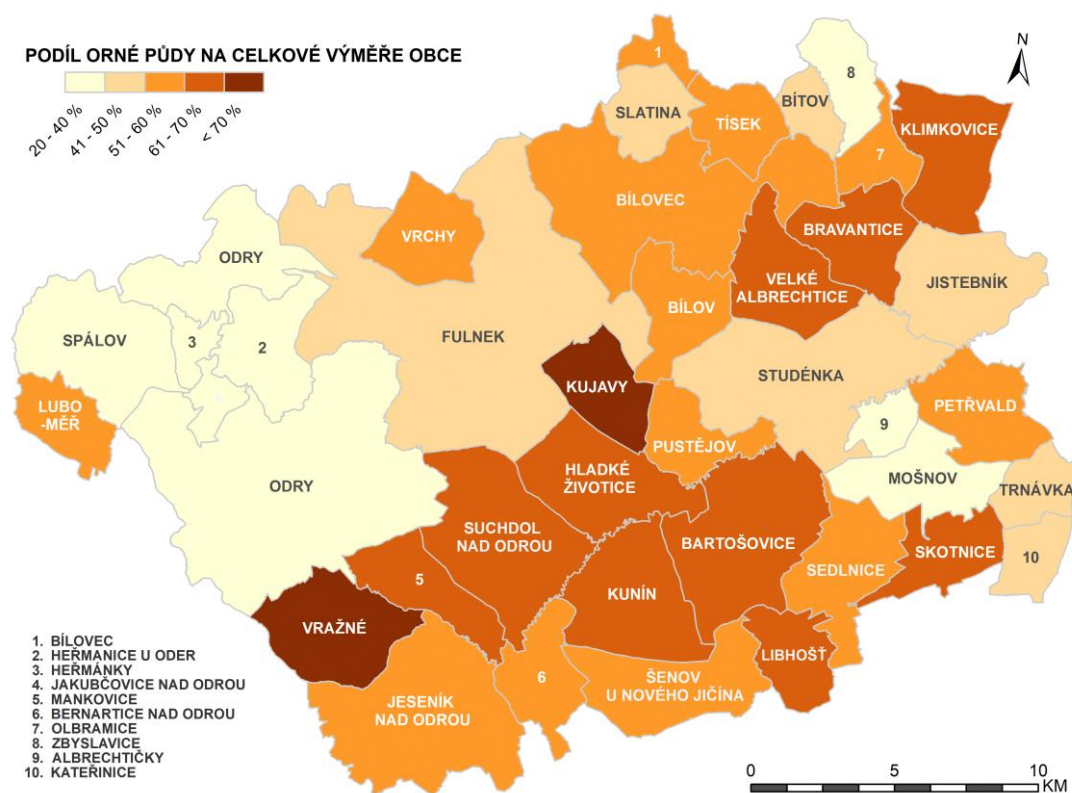 PODÍL ORNÉ PŮDY NA CELKOVÉ VÝMĚŘE OBCE
20 - 40 %
41 - 50 %
51 - 60 %
61 - 70 %
< 70 %
N
1
8
SLATINA
TÍSEK
BÍTOV
KLIMKOVICE
7
BÍLOVEC
VRCHY
BRAVANTICE
ODRY
VELKÉ
ALBRECHTICE
JISTEBNÍK
BÍLOV
SPÁLOV
3
2
FULNEK
KUJAVY
STUDÉNKA
LUBO
-MĚŘ
PETŘVALD
9
PUSTĚJOV
HLADKÉ
ŽIVOTICE
MOŠNOV
TRNÁVKA
ODRY
SUCHDOL
NAD ODROU
BARTOŠOVICE
SKOTNICE
10
SEDLNICE
5
KUNÍN
VRAŽNÉ
LIBHOŠŤ
6
ŠENOV
U NOVÉHO JIČÍNA
JESENÍK
NAD ODROU
1. BÍLOVEC
2. HEŘMANICE U ODER
3. HEŘMÁNKY
4. JAKUBČOVICE NAD ODROU
5. MANKOVICE
6. BERNARTICE NAD ODROU
7. OLBRAMICE
8. ZBYSLAVICE
9. ALBRECHTIČKY
10. KATEŘINICE
0 5 10
KM